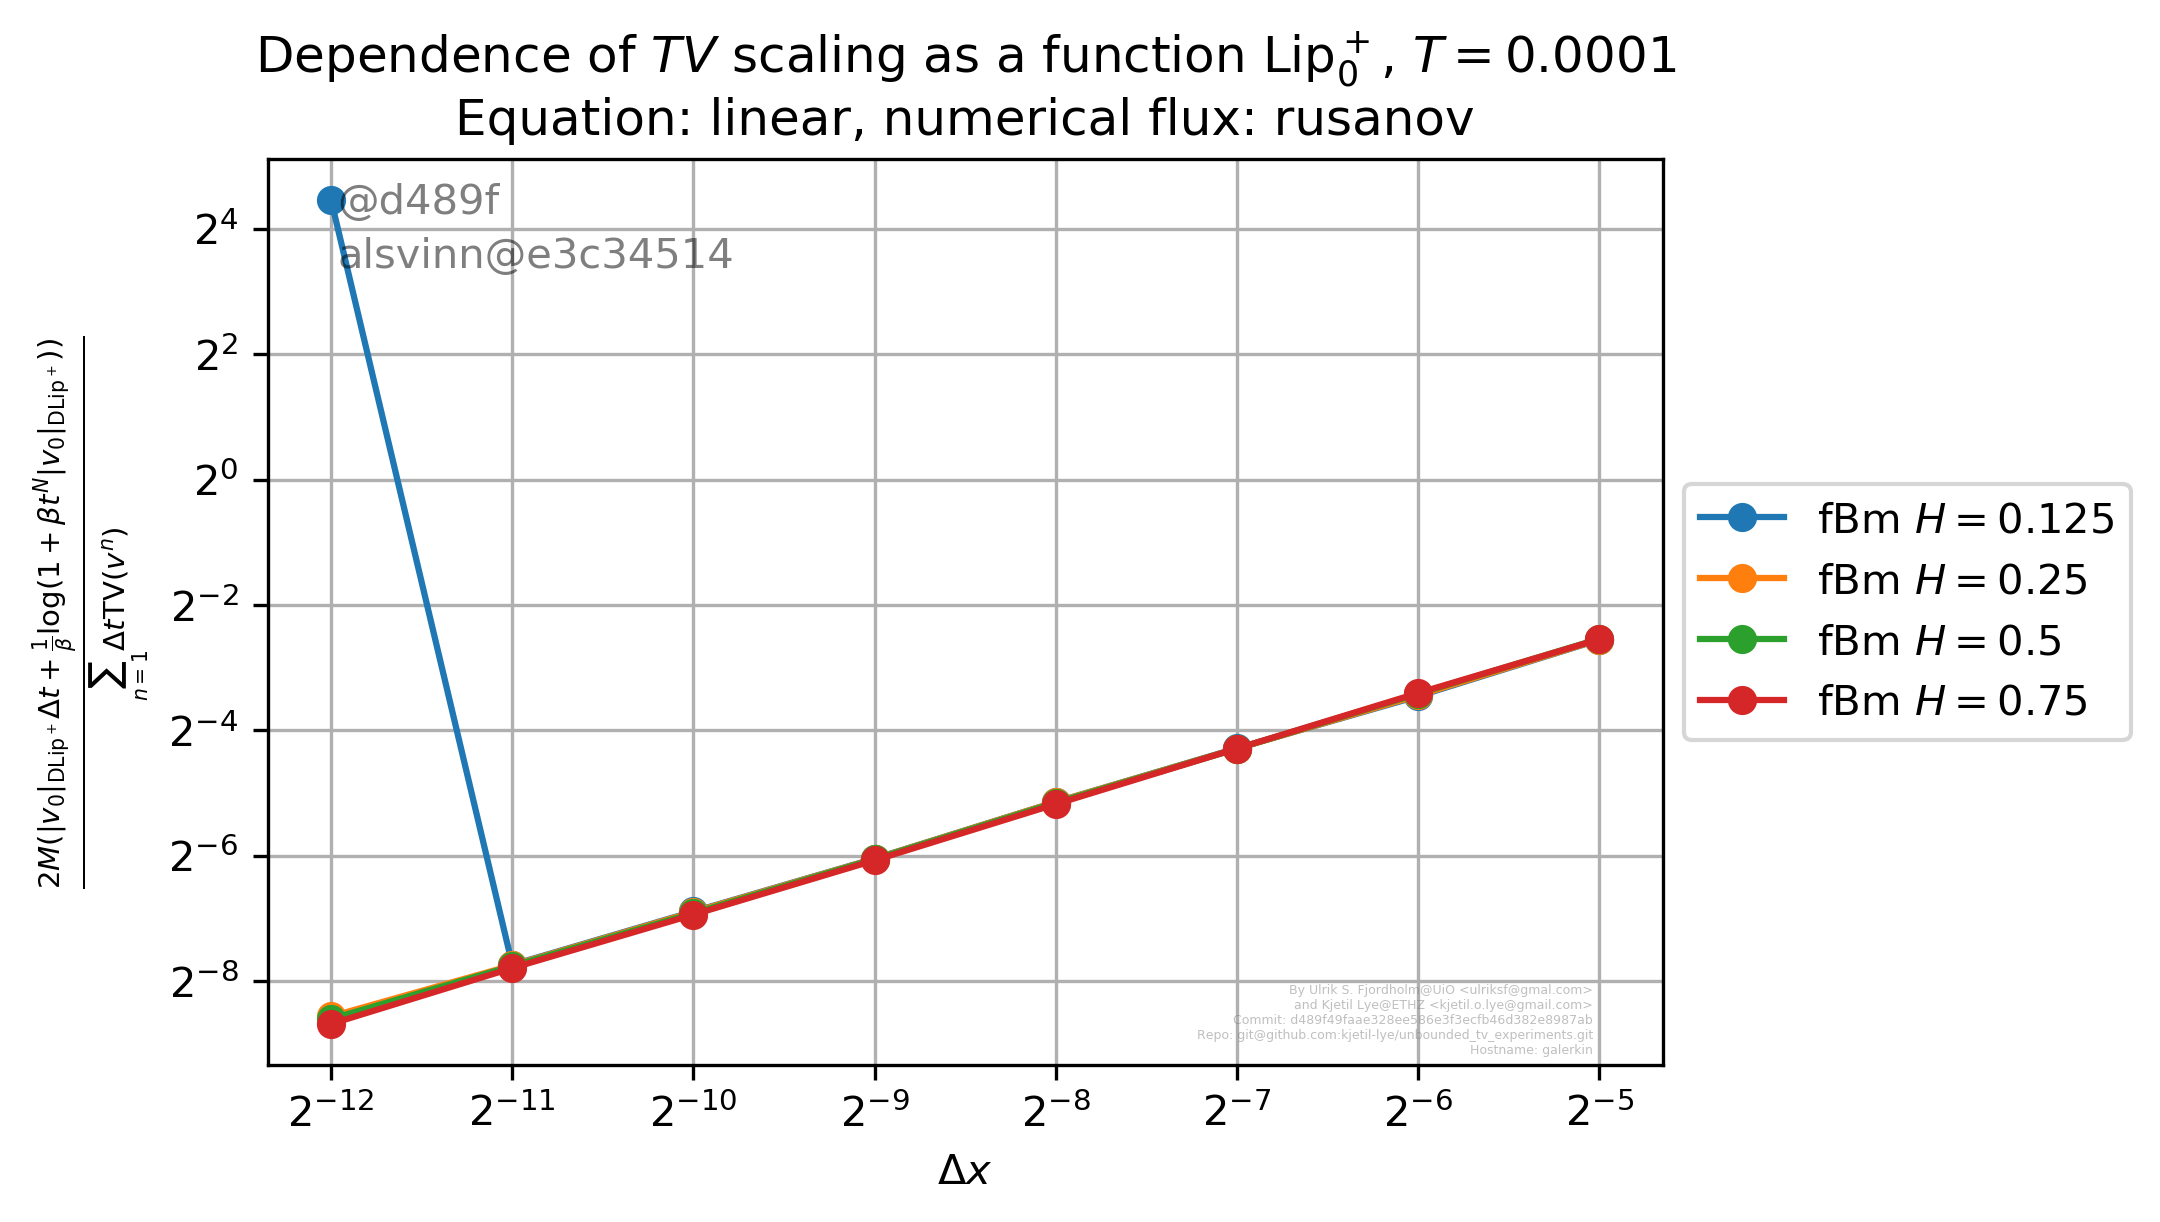 Dependence of TV scaling as a function Lip₀⁺, T = 0.0001
Equation: linear, numerical flux: rusanov
@d489f
alsvinn@e3c34514
2⁴
2²
2⁰
2⁻²
2⁻⁴
2⁻⁶
2⁻⁸
2M(|v₀|_DLip⁺ Δt + 1/β log(1 + βt^N |v₀|_DLip⁺))
∑_{n=1} ΔtTV(vⁿ)
2⁻¹²
2⁻¹¹
2⁻¹⁰
2⁻⁹
2⁻⁸
2⁻⁷
2⁻⁶
2⁻⁵
Δx
fBm H = 0.125
fBm H = 0.25
fBm H = 0.5
fBm H = 0.75
By Ulrik S. Fjordholm@UiO <ulriksf@gmal.com>
and Kjetil Lye@ETHZ <kjetil.o.lye@gmail.com>
Commit: d489f49faae328ee586e3f3ecfb46d382e8987ab
Repo: git@github.com:kjetil-lye/unbounded_tv_experiments.git
Hostname: galerkin